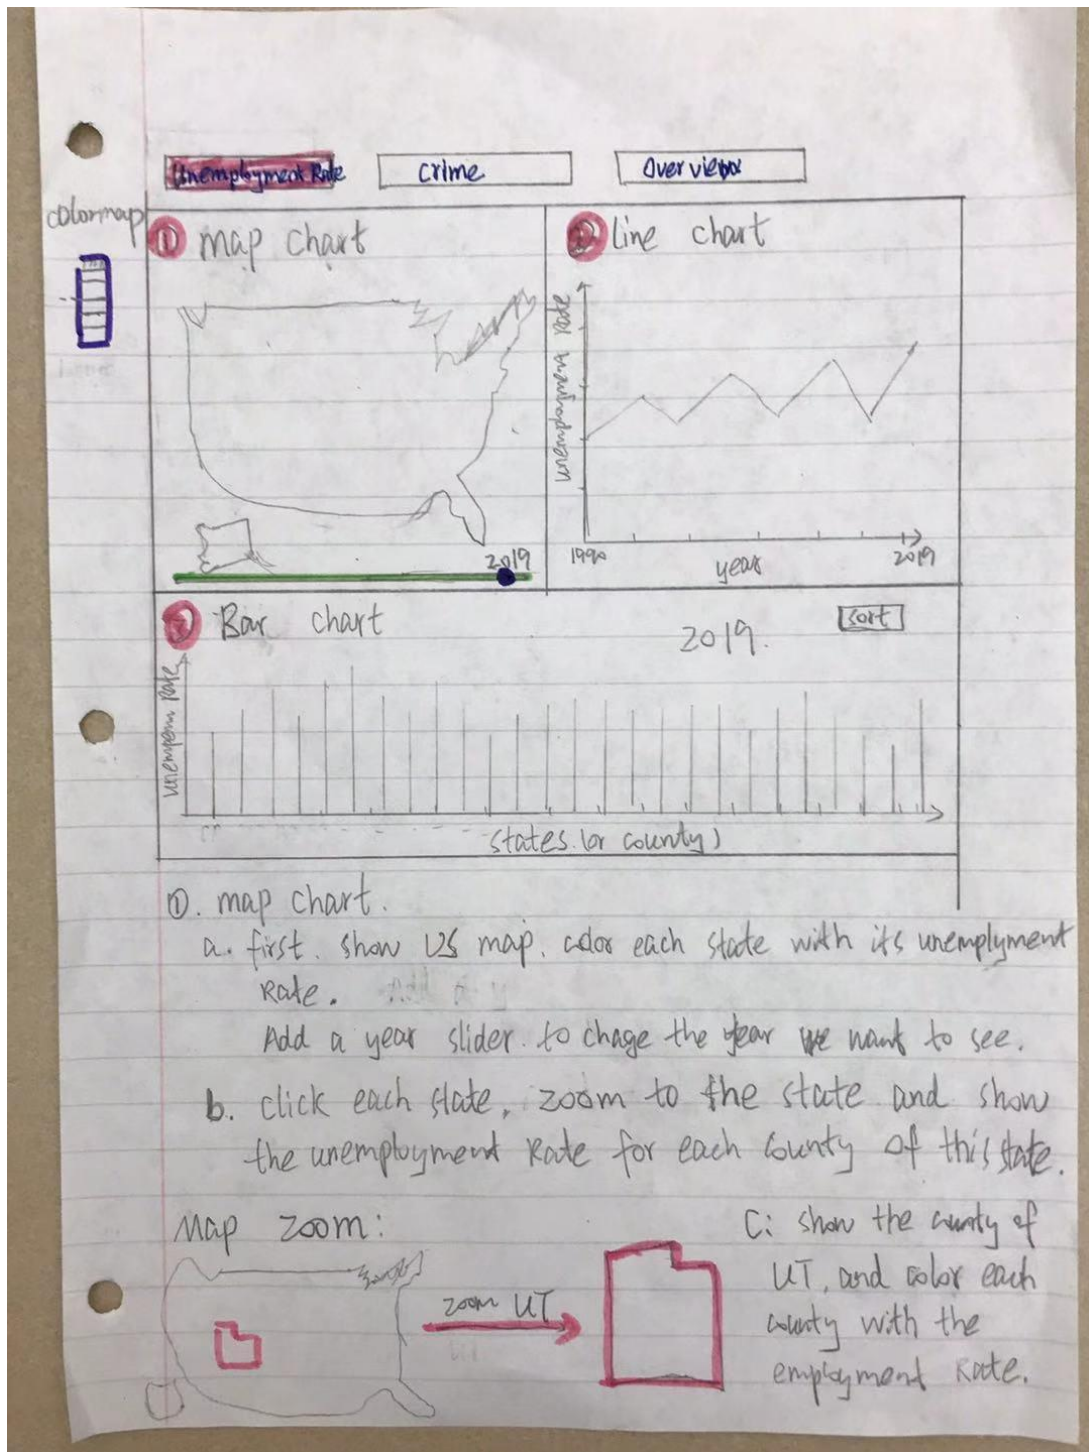 Unemployment Rate
Crime
Overview
colormap
① map chart
② line chart
Unemployment Rate
1990
year
2019
2019
③ Bar chart
2019.
sort
Unemploym Rate
states (or county)
①. map chart.
a. first. show US map. color each state with its unemplyment
Rate.
Add a year slider. to chage the year we want to see.
b. click each state, zoom to the state and show
the unemployment Rate for each county of this state.
Map zoom:
zoom UT
C: show the county of
UT, and color each
county with the
employment Rate.